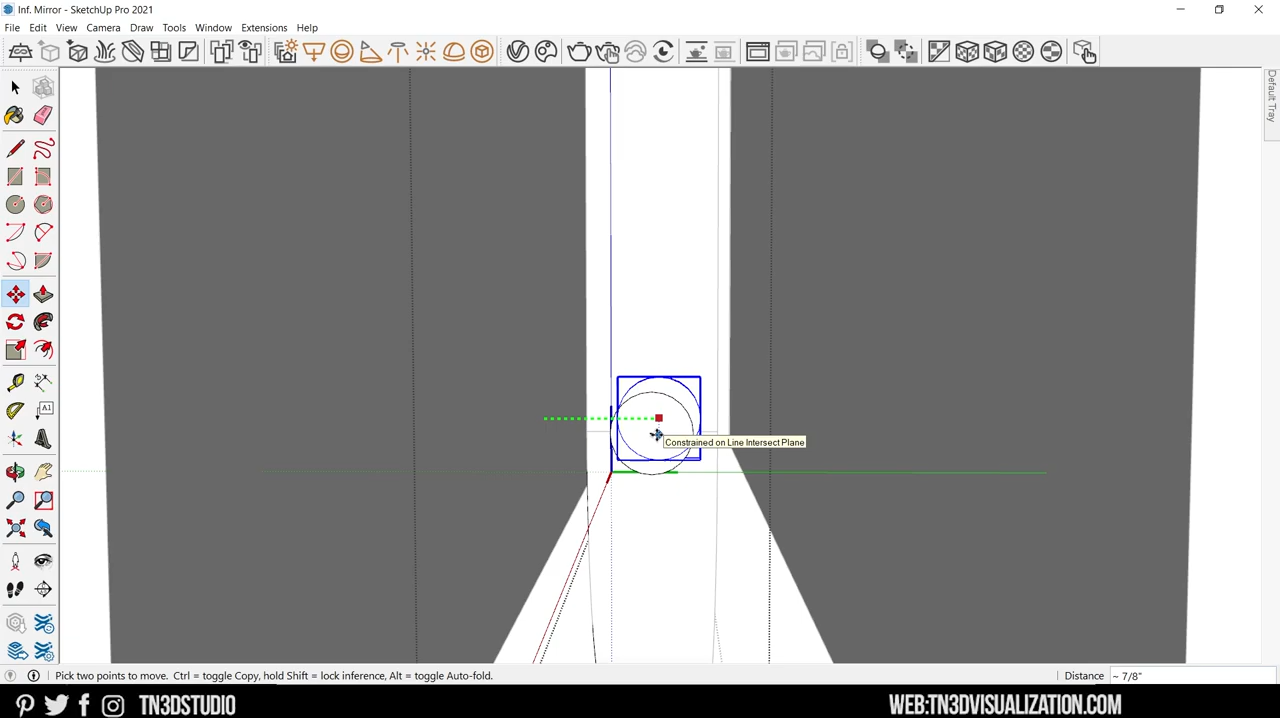 Inf. Mirror - SketchUp Pro 2021
File Edit View Camera Draw Tools Window Extensions Help
Default Tray
A1
Constrained on Line Intersect Plane
Pick two points to move. Ctrl = toggle Copy, hold Shift = lock inference, Alt = toggle Auto-fold.
Distance ~ 7/8"
TN3DSTUDIO
WEB:TN3DVISUALIZATION.COM